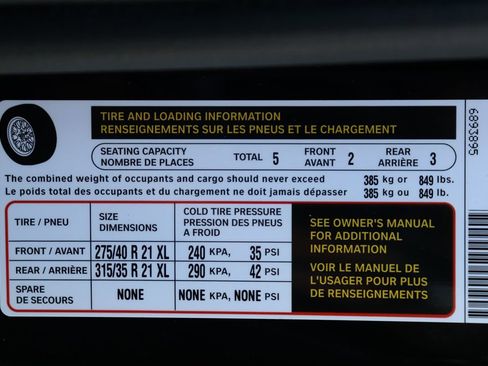 TIRE AND LOADING INFORMATION
RENSEIGNEMENTS SUR LES PNEUS ET LE CHARGEMENT
SEATING CAPACITY
NOMBRE DE PLACES
TOTAL 5
FRONT
AVANT 2
REAR
ARRIÈRE 3
The combined weight of occupants and cargo should never exceed 385 kg or 849 lbs.
Le poids total des occupants et du chargement ne doit jamais dépasser 385 kg ou 849 lb.
TIRE / PNEU
SIZE
DIMENSIONS
COLD TIRE PRESSURE
PRESSION DES PNEUS
A FROID
FRONT / AVANT 275/40 R 21 XL 240 KPA, 35 PSI
REAR / ARRIÈRE 315/35 R 21 XL 290 KPA, 42 PSI
SPARE
DE SECOURS NONE NONE KPA, NONE PSI
SEE OWNER'S MANUAL
FOR ADDITIONAL
INFORMATION
VOIR LE MANUEL DE
L'USAGER POUR PLUS
DE RENSEIGNEMENTS
6893895